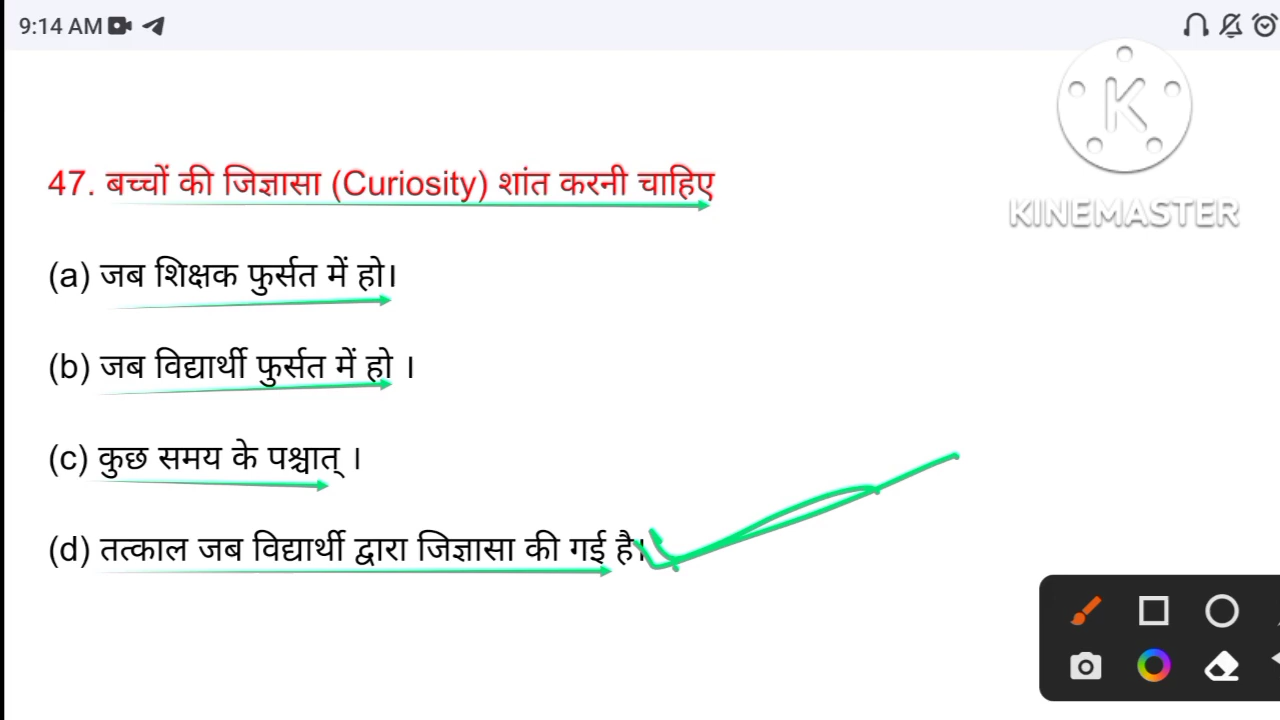 9:14 AM
K
KINEMASTER
47. बच्चों की जिज्ञासा (Curiosity) शांत करनी चाहिए
(a) जब शिक्षक फुर्सत में हो।
(b) जब विद्यार्थी फुर्सत में हो ।
(c) कुछ समय के पश्चात् ।
(d) तत्काल जब विद्यार्थी द्वारा जिज्ञासा की गई है।